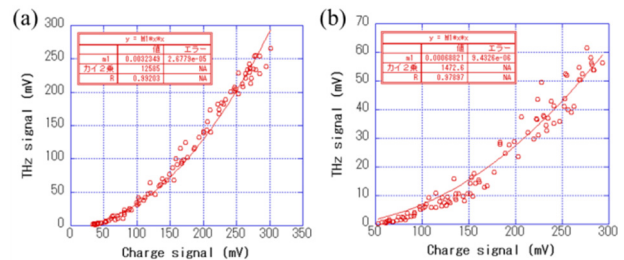 (a)
y = M1*x*x
値 エラー
m1 0.0032343 2.6779e-05
カイ2乗 12585 NA
R 0.99203 NA
THz signal (mV)
300
250
200
150
100
50
0
0 50 100 150 200 250 300 350
Charge signal (mV)
(b)
y = M1*x*x
値 エラー
m1 0.00068821 9.4326e-06
カイ2乗 1472.6 NA
R 0.97897 NA
THz signal (mV)
70
60
50
40
30
20
10
0
50 100 150 200 250 300
Charge signal (mV)